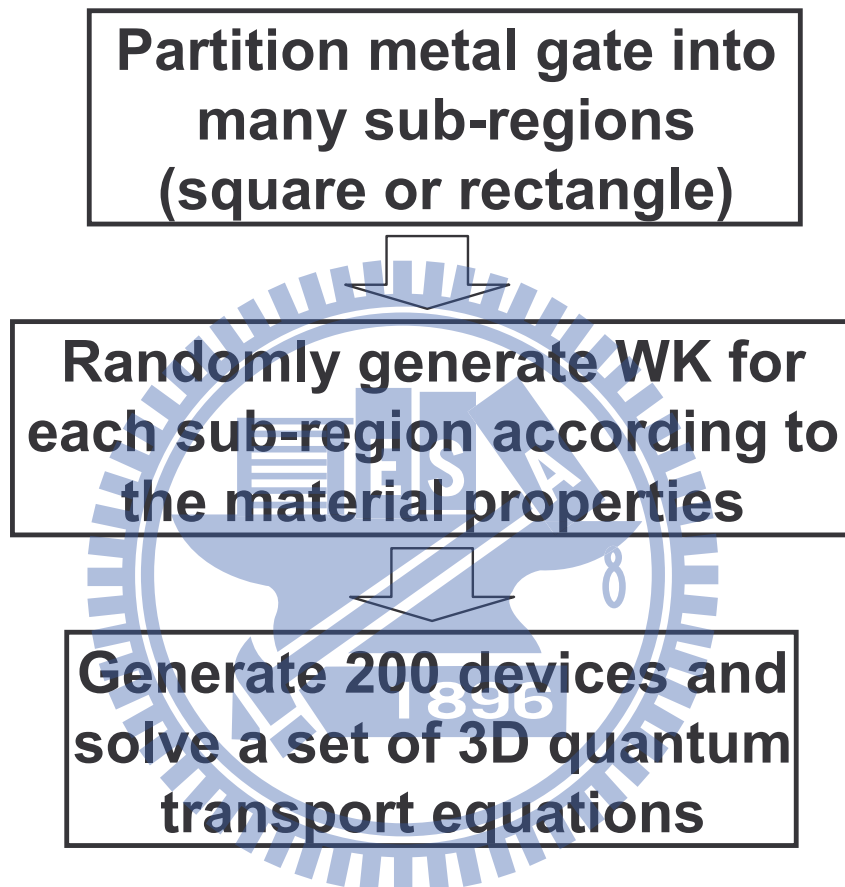 Partition metal gate into
many sub-regions
(square or rectangle)
Randomly generate WK for
each sub-region according to
the material properties
E S A
Generate 200 devices and
solve a set of 3D quantum
transport equations
1896